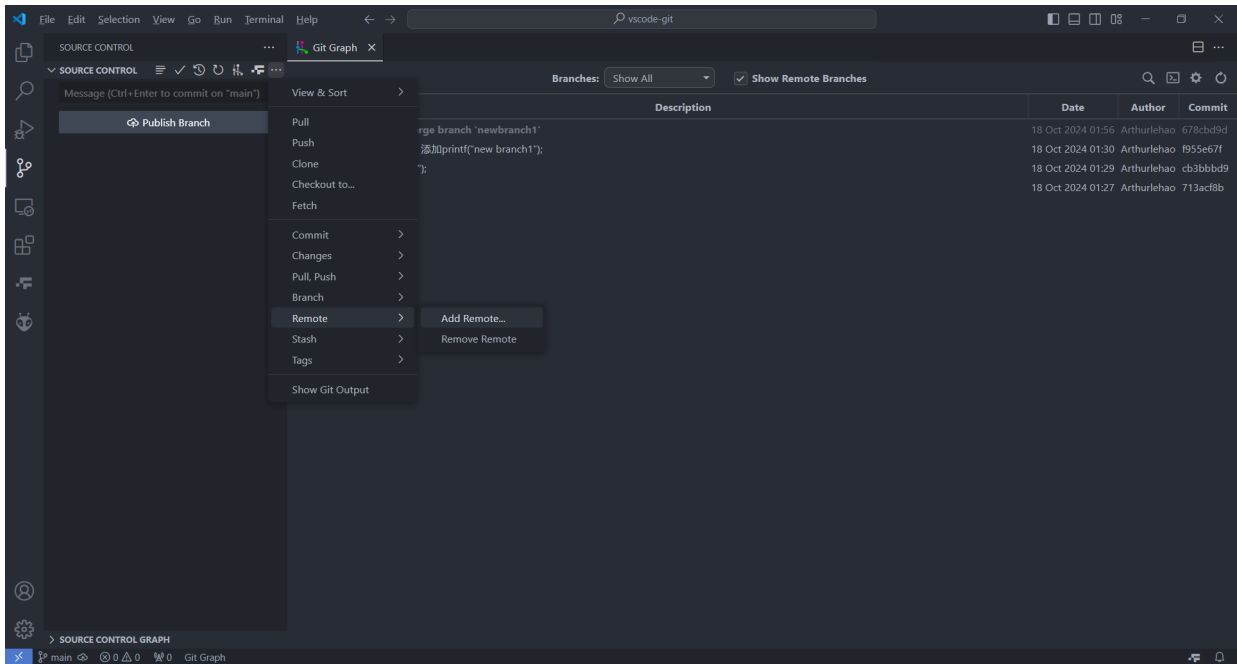 File Edit Selection View Go Run Terminal Help
vscode-git
SOURCE CONTROL
Git Graph
SOURCE CONTROL
Message (Ctrl+Enter to commit on "main")
Publish Branch
View & Sort
Pull
Push
Clone
Checkout to...
Fetch
Commit
Changes
Pull, Push
Branch
Remote
Stash
Tags
Show Git Output
Add Remote...
Remove Remote
Branches: Show All
Show Remote Branches
Description Date Author Commit
rge branch 'newbranch1' 18 Oct 2024 01:56 Arthurlehao 678cbd9d
添加printf("new branch1"); 18 Oct 2024 01:30 Arthurlehao f955e67f
"); 18 Oct 2024 01:29 Arthurlehao cb3bbbd9
18 Oct 2024 01:27 Arthurlehao 713acf8b
SOURCE CONTROL GRAPH
main 0 0 0 Git Graph